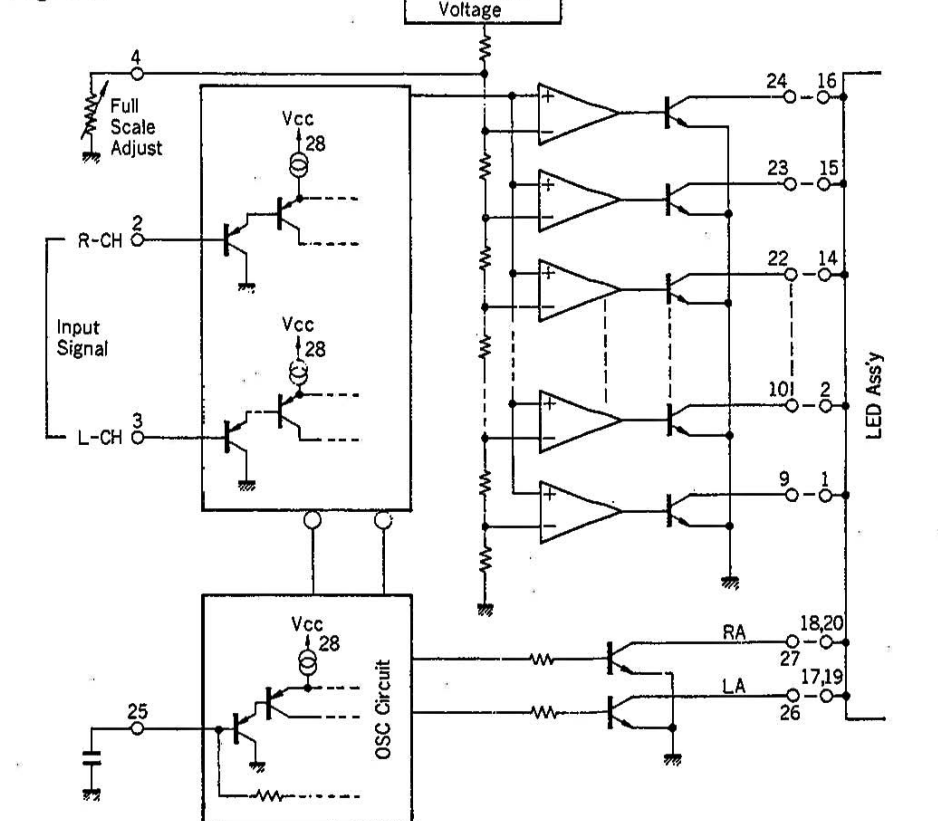 Voltage
4
Full
Scale
Adjust
24
16
Vcc
28
23
15
2
R-CH
22
14
Input
Signal
Vcc
28
10
2
3
L-CH
LED Ass'y
9
1
Vcc
28
RA
18,20
27
LA
17,19
26
25
OSC Circuit